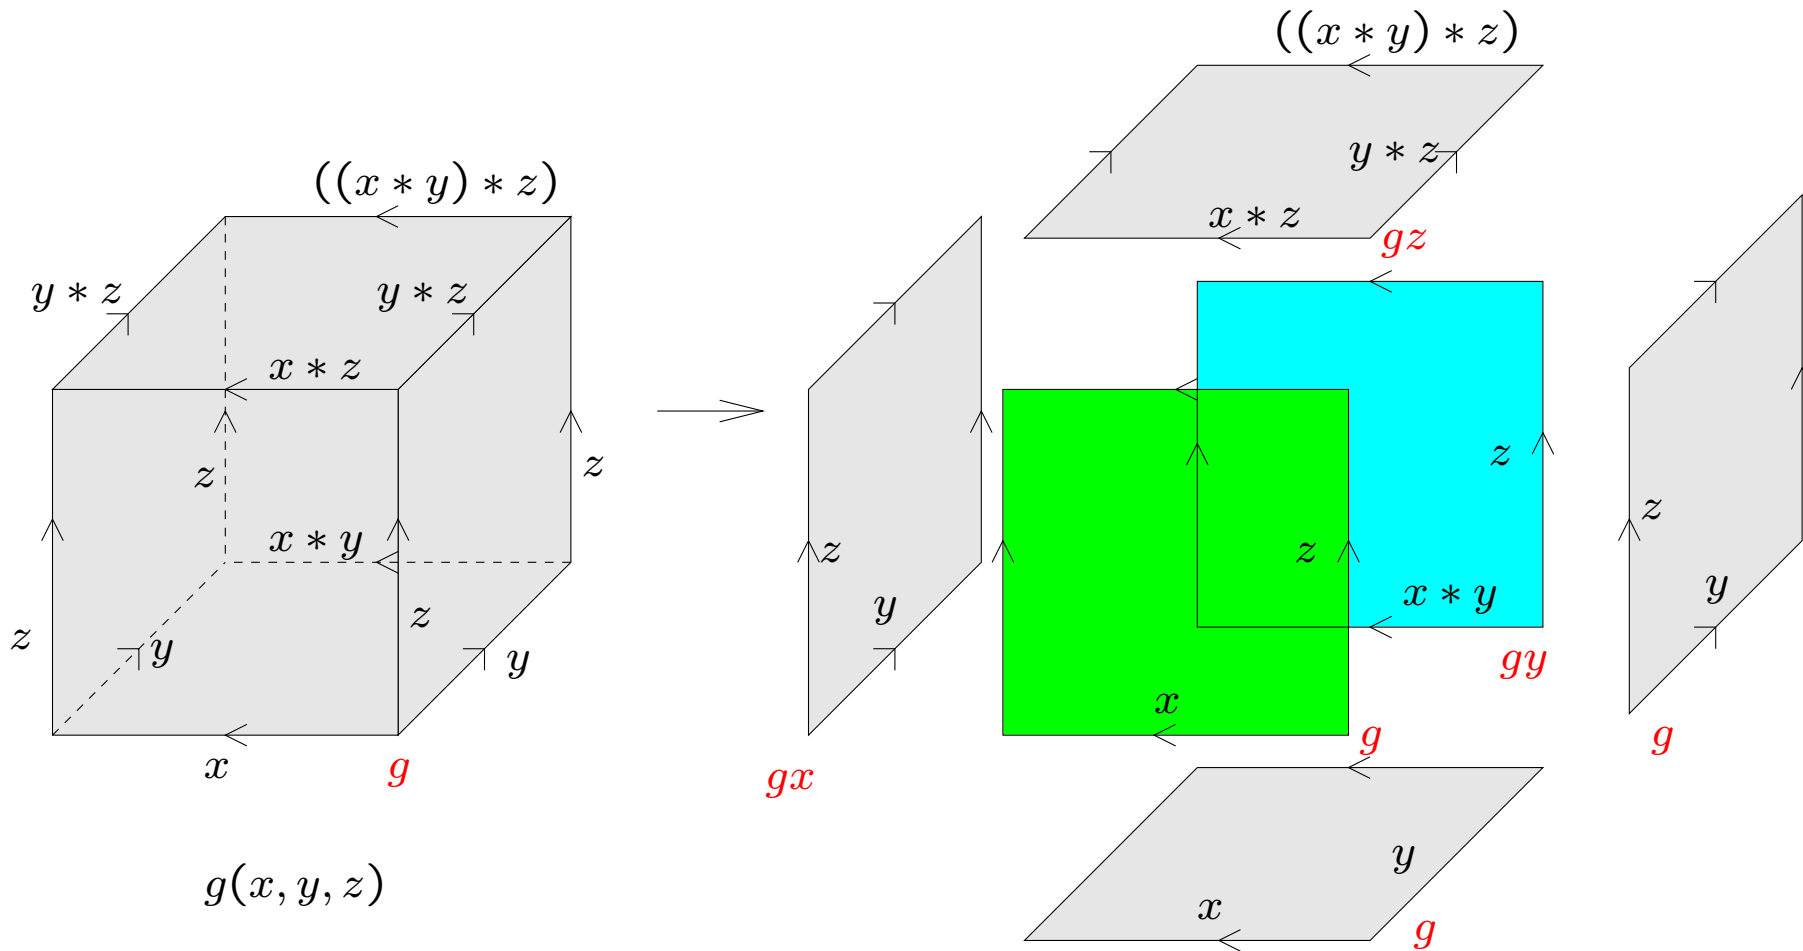 ((x ∗ y) ∗ z)
y ∗ z
y ∗ z
x ∗ z
z
z
x ∗ y
z
z
y
y
x
g
g(x, y, z)
((x ∗ y) ∗ z)
y ∗ z
x ∗ z
gz
z
y
gx
z
z
x ∗ y
gy
x
g
z
y
g
y
x
g